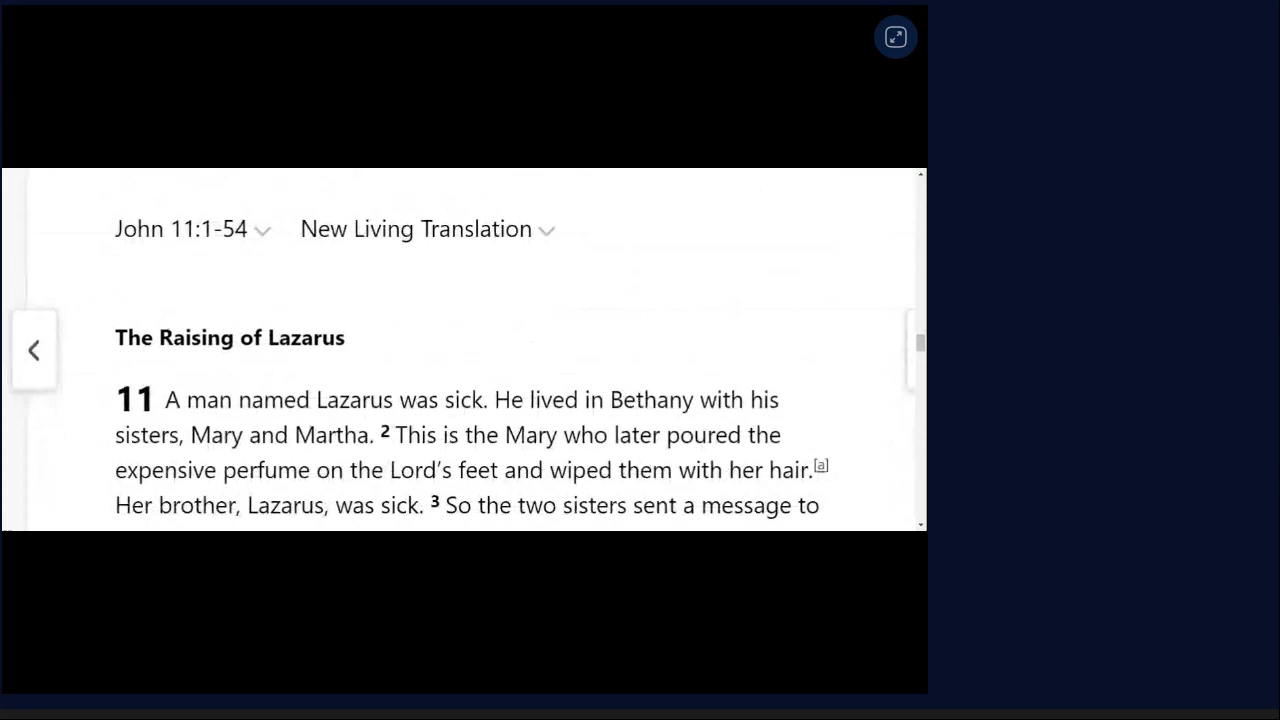 John 11:1-54 New Living Translation
The Raising of Lazarus
11 A man named Lazarus was sick. He lived in Bethany with his
sisters, Mary and Martha. 2 This is the Mary who later poured the
expensive perfume on the Lord’s feet and wiped them with her hair.[a]
Her brother, Lazarus, was sick. 3 So the two sisters sent a message to